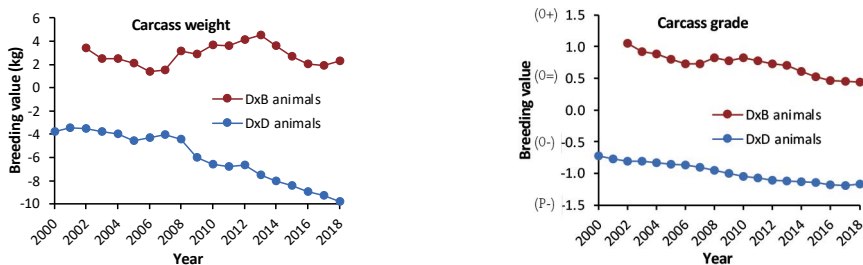 Carcass weight
Breeding value (kg)
6
4
2
0
-2
-4
-6
-8
-10
DxB animals
DxD animals
2000 2002 2004 2006 2008 2010 2012 2014 2016 2018
Year
Carcass grade
Breeding value
(O+) 1.5
1.0
(O=) 0.5
0.0
(O-) -0.5
-1.0
(P-) -1.5
DxB animals
DxD animals
2000 2002 2004 2006 2008 2010 2012 2014 2016 2018
Year